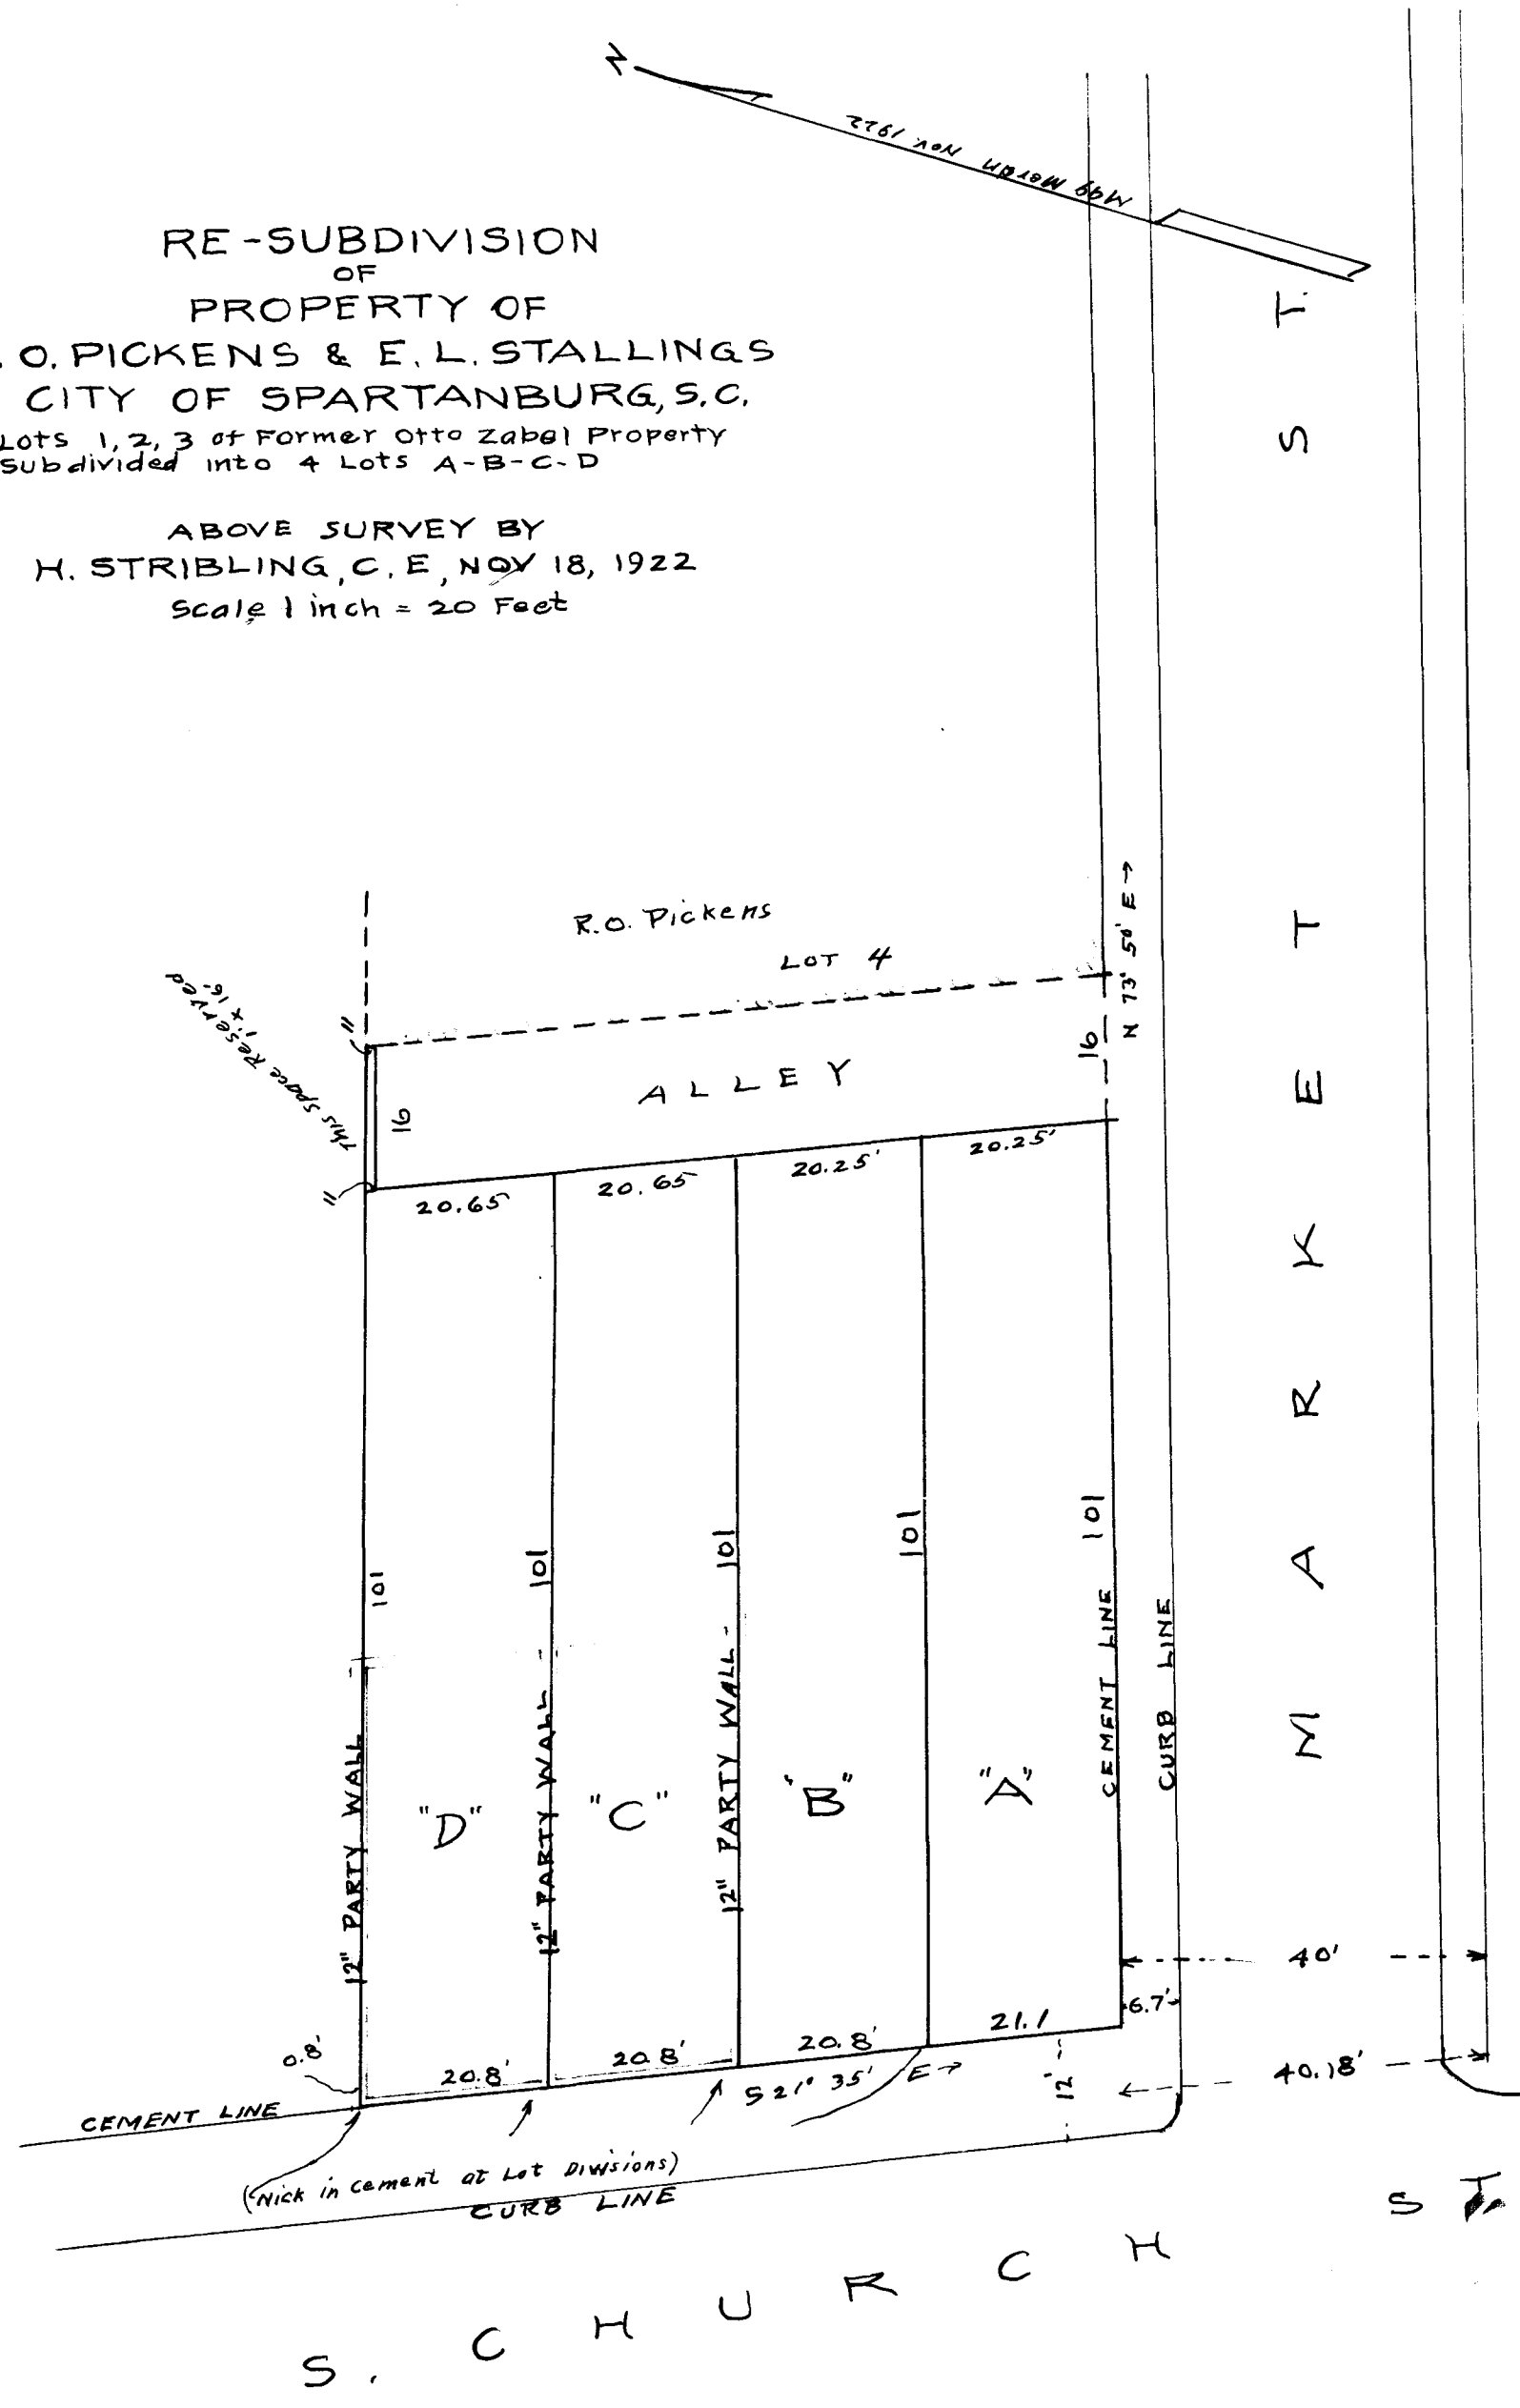 N
Mag Merdn Nov 1922
RE-SUBDIVISION
OF
PROPERTY OF
. O. PICKENS & E. L. STALLINGS
CITY OF SPARTANBURG, S.C.
Lots 1, 2, 3 of Former Otto Zabel Property
Subdivided into 4 Lots A-B-C-D
ABOVE SURVEY BY
H. STRIBLING, C. E, NOV 18, 1922
Scale 1 inch = 20 Feet
MARKET ST.
R.O. Pickens
LOT 4
N 73° 50' E →
This Space Reserved
1' x 16'
"
"
16
ALLEY
16
20.65
20.65
20.25'
20.25'
101
101
101
101
101
12" PARTY WALL
12" PARTY WALL -
12" PARTY WALL -
CEMENT LINE
CURB LINE
"D"
"C"
"B"
"A"
40'
6.7'
40.18'
0.8'
20.8'
20.8'
20.8'
21.1
S 21° 35' E →
12'
CEMENT LINE
(Nick in cement at Lot Divisions)
CURB LINE
S. CHURCH ST.